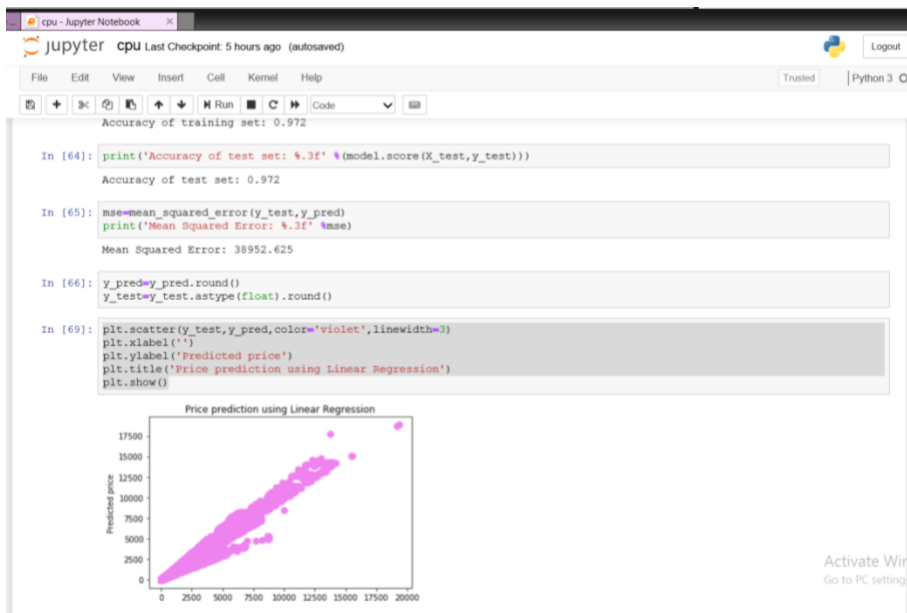 cpu - Jupyter Notebook
jupyter cpu Last Checkpoint: 5 hours ago (autosaved)
Logout
File Edit View Insert Cell Kernel Help
Trusted Python 3
Run Code
Accuracy of training set: 0.972
In [64]: print('Accuracy of test set: %.3f' %(model.score(X_test,y_test)))
Accuracy of test set: 0.972
In [65]: mse=mean_squared_error(y_test,y_pred)
print('Mean Squared Error: %.3f' %mse)
Mean Squared Error: 38952.625
In [66]: y_pred=y_pred.round()
y_test=y_test.astype(float).round()
In [69]: plt.scatter(y_test,y_pred,color='violet',linewidth=3)
plt.xlabel('')
plt.ylabel('Predicted price')
plt.title('Price prediction using Linear Regression')
plt.show()
Price prediction using Linear Regression
Predicted price
17500
15000
12500
10000
7500
5000
2500
0
0 2500 5000 7500 10000 12500 15000 17500 20000
Activate Wir
Go to PC setting